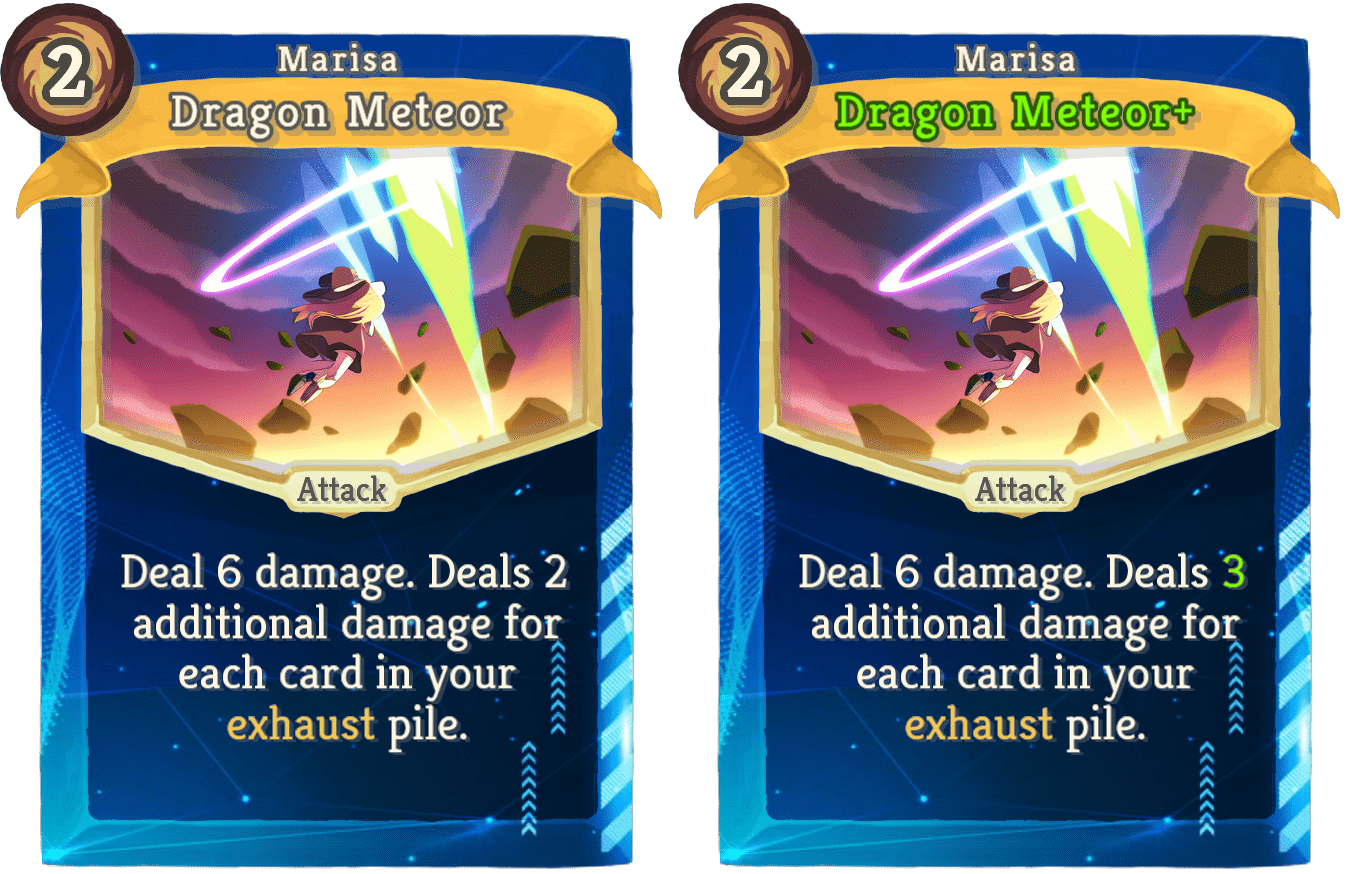 2
Marisa
Dragon Meteor
Attack
Deal 6 damage. Deals 2
additional damage for
each card in your
exhaust pile.
2
Marisa
Dragon Meteor+
Attack
Deal 6 damage. Deals 3
additional damage for
each card in your
exhaust pile.